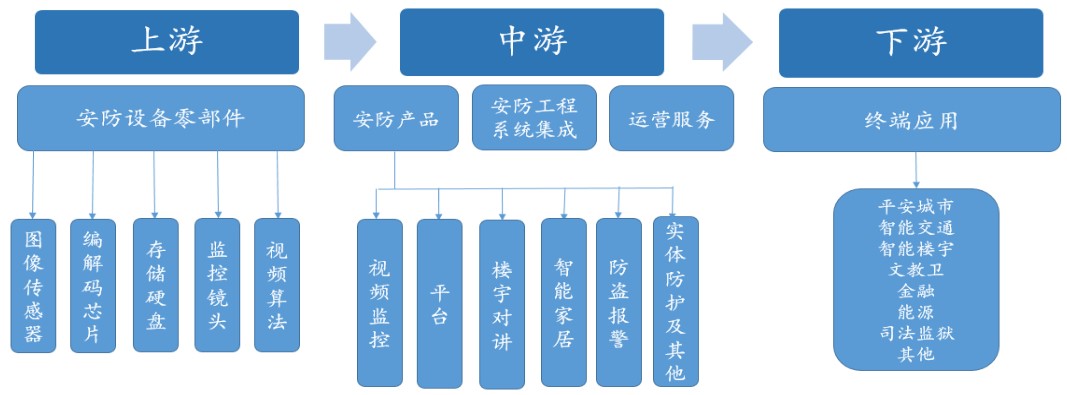 上游
中游
下游
安防设备零部件
安防产品
安防工程
系统集成
运营服务
终端应用
图像传感器
编解码芯片
存储硬盘
监控镜头
视频算法
视频监控
平台
楼宇对讲
智能家居
防盗报警
实体防护及其他
平安城市
智能交通
智能楼宇
文教卫
金融
能源
司法监狱
其他